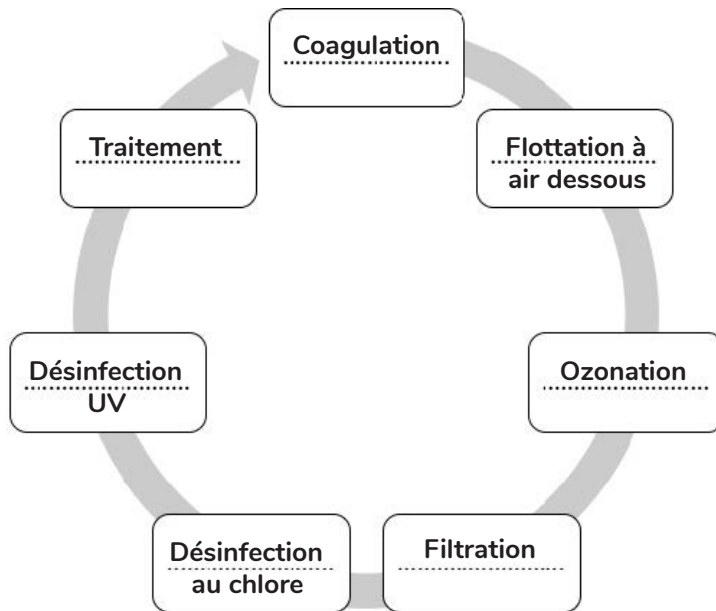 Coagulation
Flottation à
air dessous
Ozonation
Filtration
Désinfection
au chlore
Désinfection
UV
Traitement